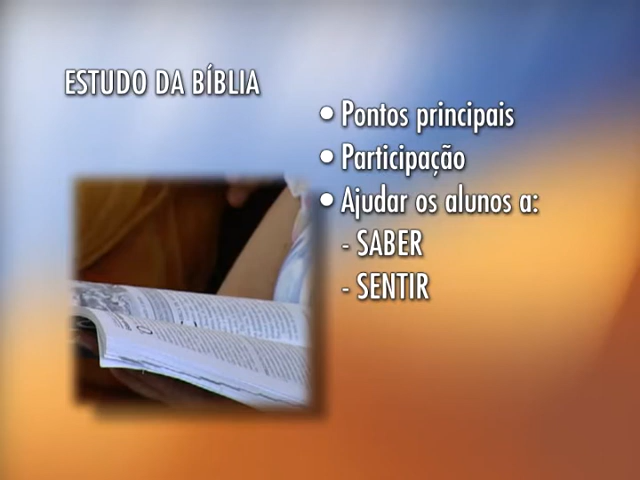 ESTUDO DA BÍBLIA
• Pontos principais
• Participação
• Ajudar os alunos a:
- SABER
- SENTIR